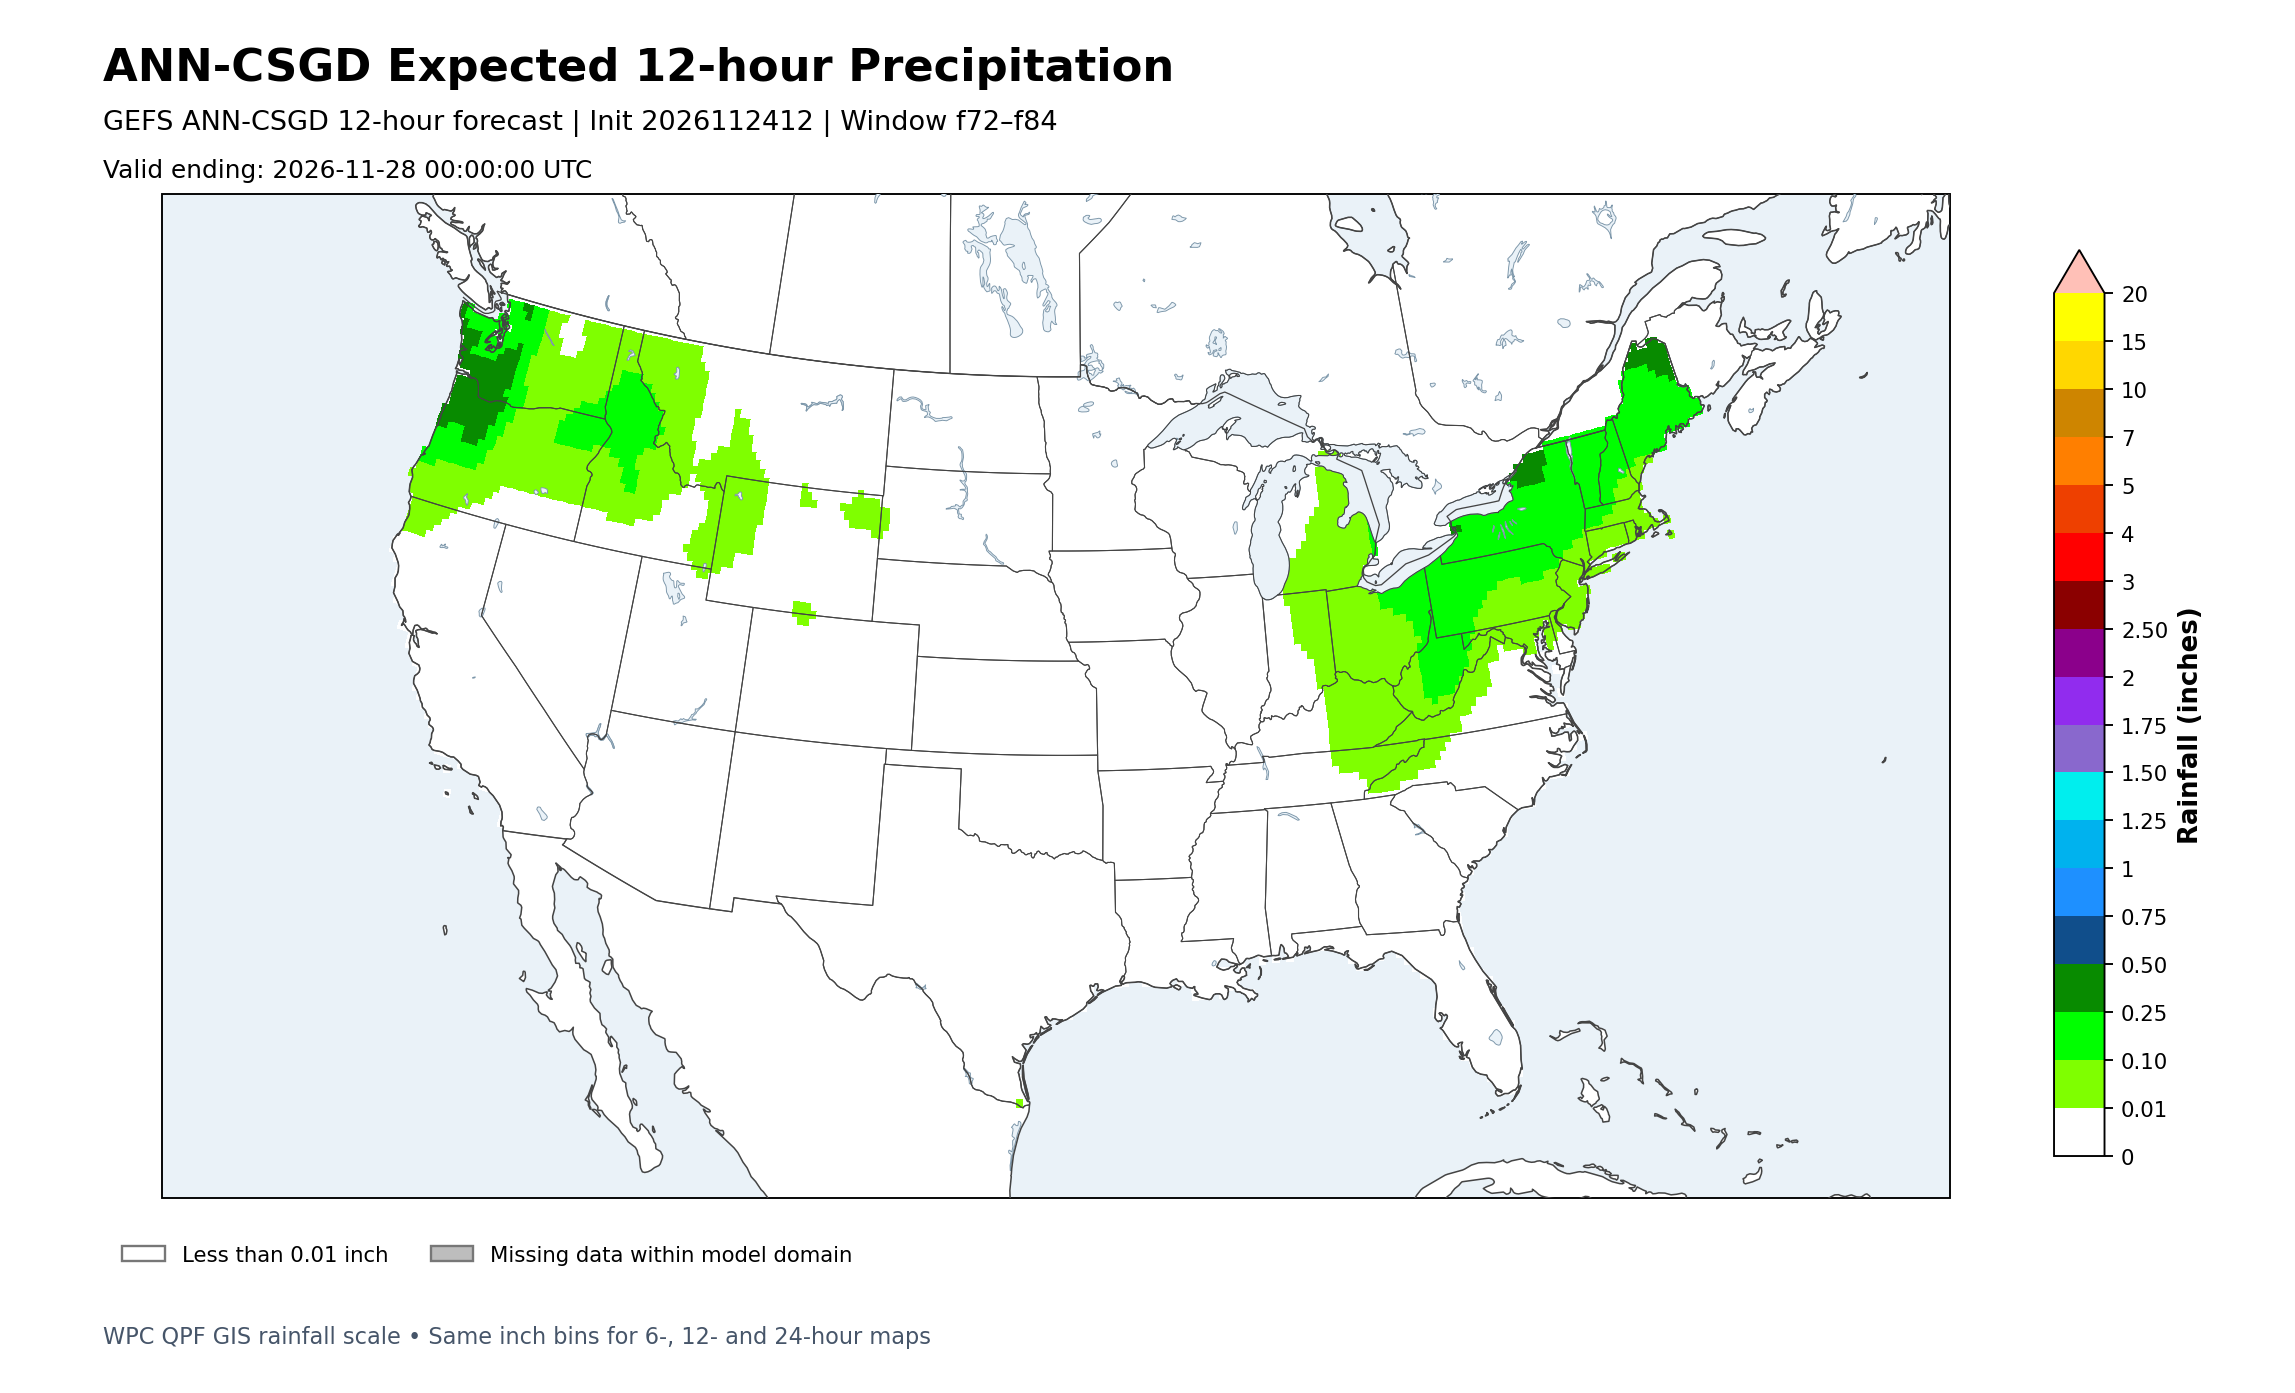 ANN-CSGD Expected 12-hour Precipitation
GEFS ANN-CSGD 12-hour forecast | Init 2026112412 | Window f72–f84
Valid ending: 2026-11-28 00:00:00 UTC
20
15
10
7
5
4
3
2.50
2
1.75
1.50
1.25
1
0.75
0.50
0.25
0.10
0.01
0
Rainfall (inches)
Less than 0.01 inch
Missing data within model domain
WPC QPF GIS rainfall scale • Same inch bins for 6-, 12- and 24-hour maps